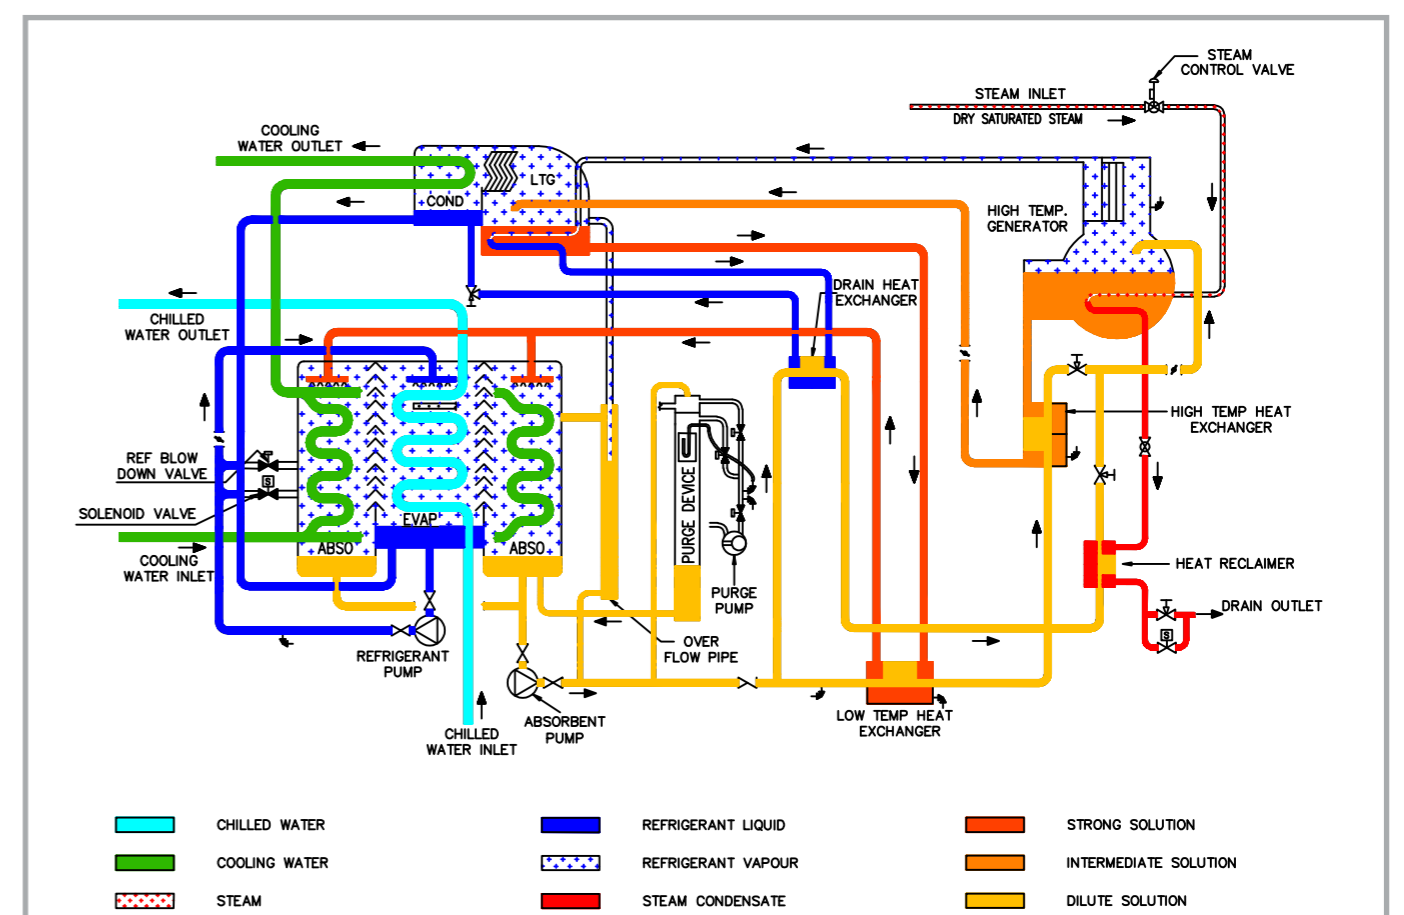 STEAM
CONTROL VALVE
STEAM INLET
DRY SATURATED STEAM
COOLING
WATER OUTLET
LTG
COND
HIGH TEMP.
GENERATOR
DRAIN HEAT
EXCHANGER
CHILLED
WATER OUTLET
HIGH TEMP HEAT
EXCHANGER
REF BLOW
DOWN VALVE
S
SOLENOID VALVE
EVAP
ABSO
ABSO
PURGE DEVICE
COOLING
WATER INLET
HEAT RECLAIMER
PURGE
PUMP
DRAIN OUTLET
S
OVER
FLOW PIPE
REFRIGERANT
PUMP
ABSORBENT
PUMP
LOW TEMP HEAT
EXCHANGER
CHILLED
WATER INLET
CHILLED WATER
REFRIGERANT LIQUID
STRONG SOLUTION
COOLING WATER
REFRIGERANT VAPOUR
INTERMEDIATE SOLUTION
STEAM
STEAM CONDENSATE
DILUTE SOLUTION